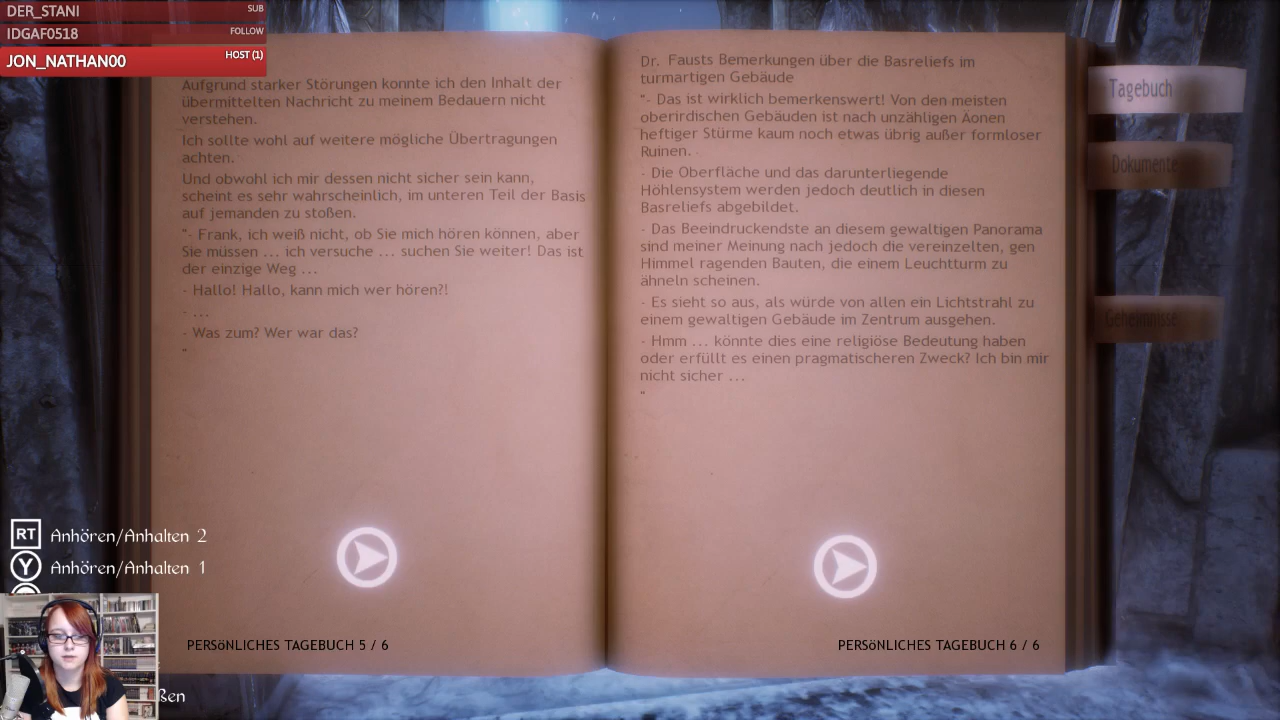 DER_STANI SUB
IDGAF0518 FOLLOW
JON_NATHAN00 HOST (1)
Aufgrund starker Störungen konnte ich den Inhalt der
übermittelten Nachricht zu meinem Bedauern nicht
verstehen.
Ich sollte wohl auf weitere mögliche Übertragungen
achten.
Und obwohl ich mir dessen nicht sicher sein kann,
scheint es sehr wahrscheinlich, im unteren Teil der Basis
auf jemanden zu stoßen.
"- Frank, ich weiß nicht, ob Sie mich hören können, aber
Sie müssen ... ich versuche ... suchen Sie weiter! Das ist
der einzige Weg ...
- Hallo! Hallo, kann mich wer hören?!
- ...
- Was zum? Wer war das?
"
PERSöNLICHES TAGEBUCH 5 / 6
Dr. Fausts Bemerkungen über die Basreliefs im
turmartigen Gebäude
"- Das ist wirklich bemerkenswert! Von den meisten
oberirdischen Gebäuden ist nach unzähligen Äonen
heftiger Stürme kaum noch etwas übrig außer formloser
Ruinen.
- Die Oberfläche und das darunterliegende
Höhlensystem werden jedoch deutlich in diesen
Basreliefs abgebildet.
- Das Beeindruckendste an diesem gewaltigen Panorama
sind meiner Meinung nach jedoch die vereinzelten, gen
Himmel ragenden Bauten, die einem Leuchtturm zu
ähneln scheinen.
- Es sieht so aus, als würde von allen ein Lichtstrahl zu
einem gewaltigen Gebäude im Zentrum ausgehen.
- Hmm ... könnte dies eine religiöse Bedeutung haben
oder erfüllt es einen pragmatischeren Zweck? Ich bin mir
nicht sicher ...
"
PERSöNLICHES TAGEBUCH 6 / 6
Tagebuch
Dokumente
Geheimnisse
RT Anhören/Anhalten 2
Y Anhören/Anhalten 1
ßen